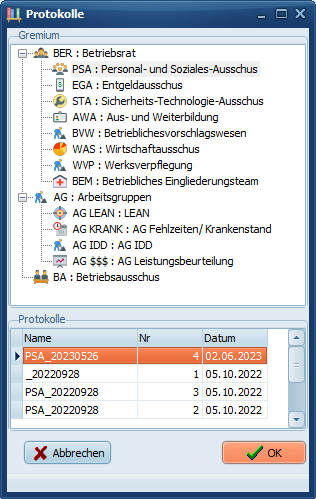 Protokolle
Gremium
BER : Betriebsrat
PSA : Personal- und Soziales-Ausschus
EGA : Entgeldausschus
STA : Sicherheits-Technologie-Ausschus
AWA : Aus- und Weiterbildung
BVW : Betrieblichesvorschlagswesen
WAS : Wirtschaftausschus
WVP : Werksverpflegung
BEM : Betriebliches Eingliederungsteam
AG : Arbeitsgruppen
AG LEAN : LEAN
AG KRANK : AG Fehlzeiten/ Krankenstand
AG IDD : AG IDD
AG $$$ : AG Leistungsbeurteilung
BA : Betriebsausschus
Protokolle
Name Nr Datum
PSA_20230526 4 02.06.2023
_20220928 1 05.10.2022
PSA_20220928 3 05.10.2022
PSA_20220928 2 05.10.2022
Abbrechen OK